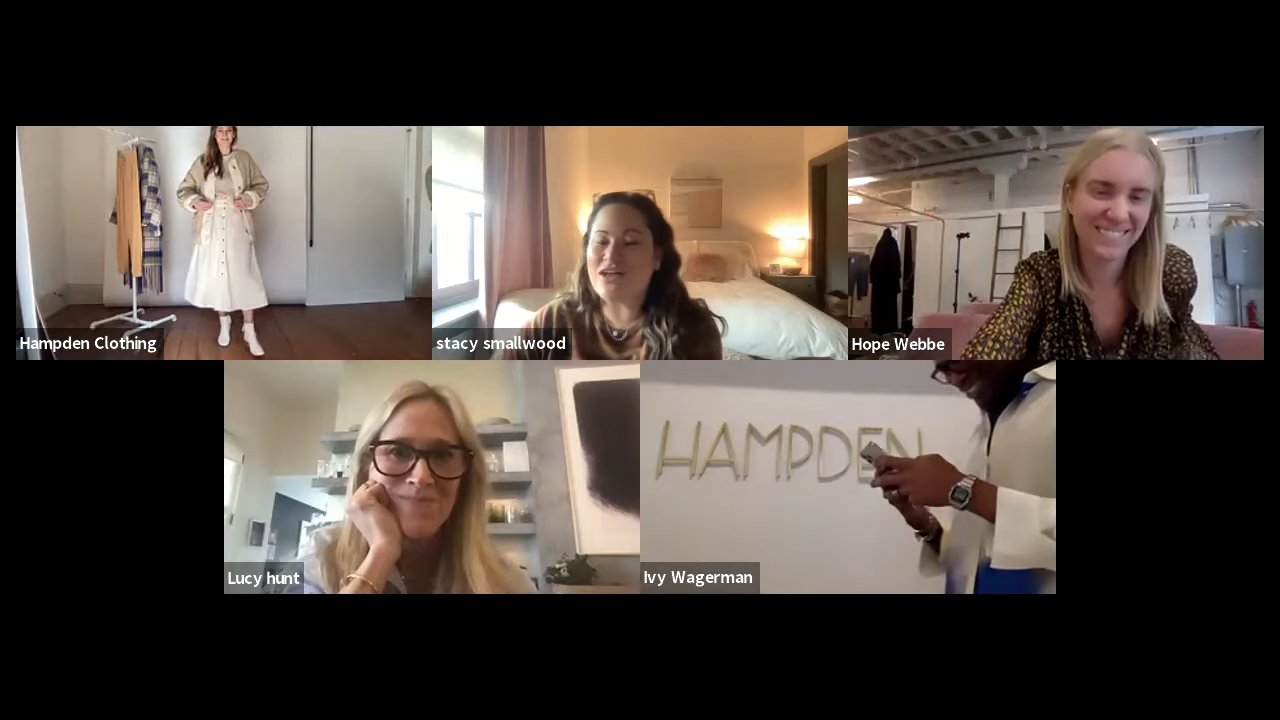 Hampden Clothing
stacy smallwood
Hope Webbe
Lucy hunt
HAMPDEN
Ivy Wagerman